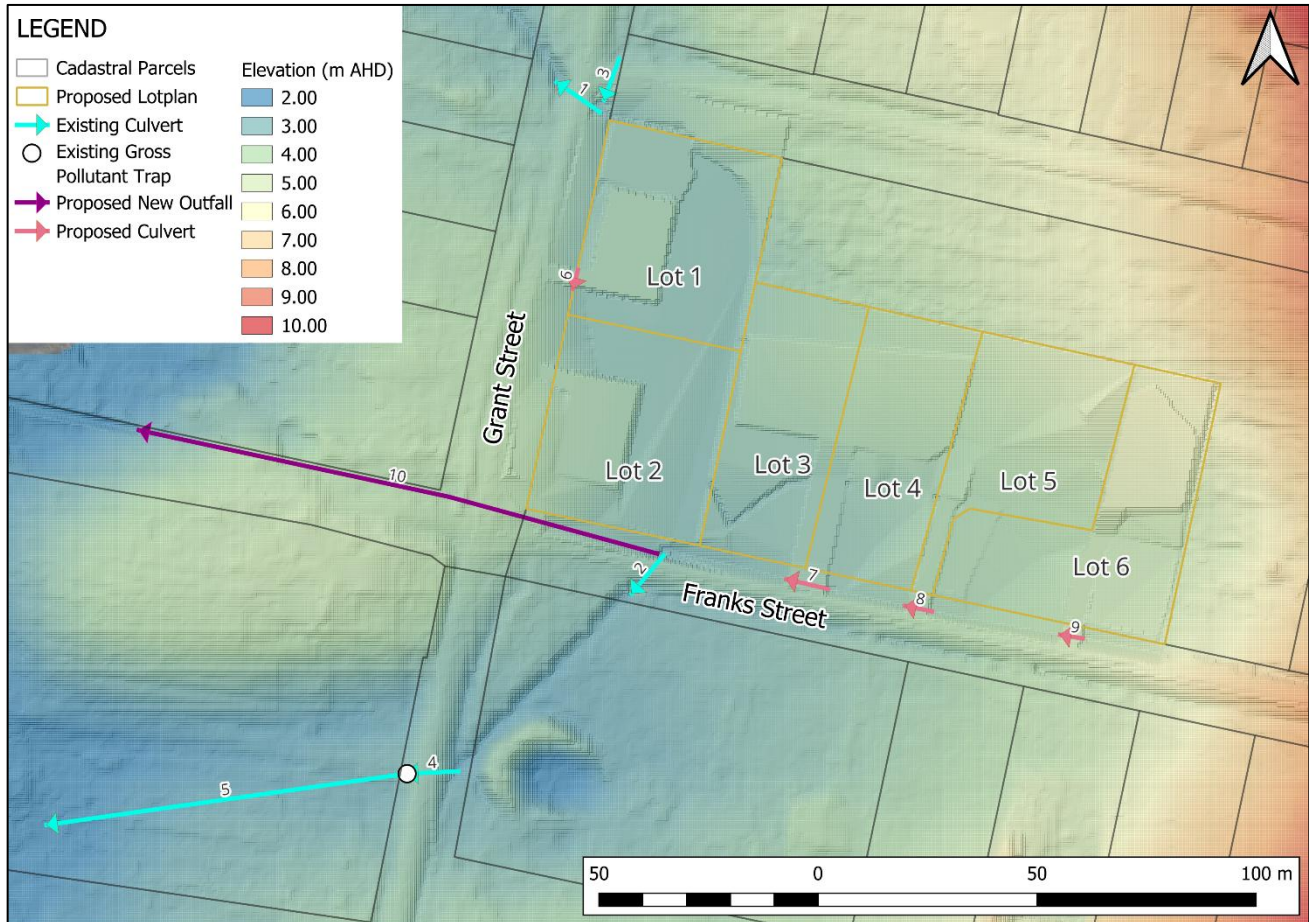 LEGEND
Cadastral Parcels
Proposed Lotplan
Existing Culvert
Existing Gross
Pollutant Trap
Proposed New Outfall
Proposed Culvert
Elevation (m AHD)
2.00
3.00
4.00
5.00
6.00
7.00
8.00
9.00
10.00
1
3
6
Lot 1
Grant Street
10
Lot 2
Lot 3
Lot 4
Lot 5
Lot 6
2
Franks Street
7
8
9
4
5
50 0 50 100 m